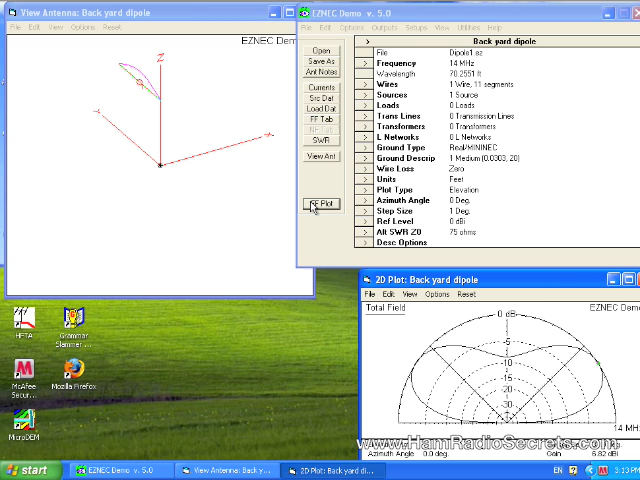 View Antenna: Back yard dipole
File Edit View Options Reset
EZNEC Dem
Z
EZNEC Demo v. 5.0
File Edit Options Outputs Setups View Utilities Help
Open
Save As
Ant Notes
Currents
Src Dat
Load Dat
FF Tab
NF Tab
SWR
View Ant
FF Plot
> Back yard dipole
File Dipole1.ez
> Frequency 14 MHz
Wavelength 70.2551 ft
> Wires 1 Wire, 11 segments
> Sources 1 Source
> Loads 0 Loads
> Trans Lines 0 Transmission Lines
> Transformers 0 Transformers
> L Networks 0 L Networks
> Ground Type Real/MININEC
> Ground Descrip 1 Medium (0.0303, 20)
> Wire Loss Zero
> Units Feet
> Plot Type Elevation
> Azimuth Angle 0 Deg.
> Step Size 1 Deg.
> Ref Level 0 dBi
> Alt SWR Z0 75 ohms
> Desc Options
2D Plot: Back yard dipole
File Edit View Options Reset
Total Field
EZNEC Dem
0 dB
-5
-10
-15
-20
-30
14 MH
www.HamRadioSecrets.com
Azimuth Angle 0.0 deg.
Gain 6.82 dBi
HFTA
Grammar Slammer ...
McAfee Secur...
Mozilla Firefox
MicroDEM
start
EZNEC Demo v. 5.0
View Antenna: Back y...
2D Plot: Back yard di...
EN
?